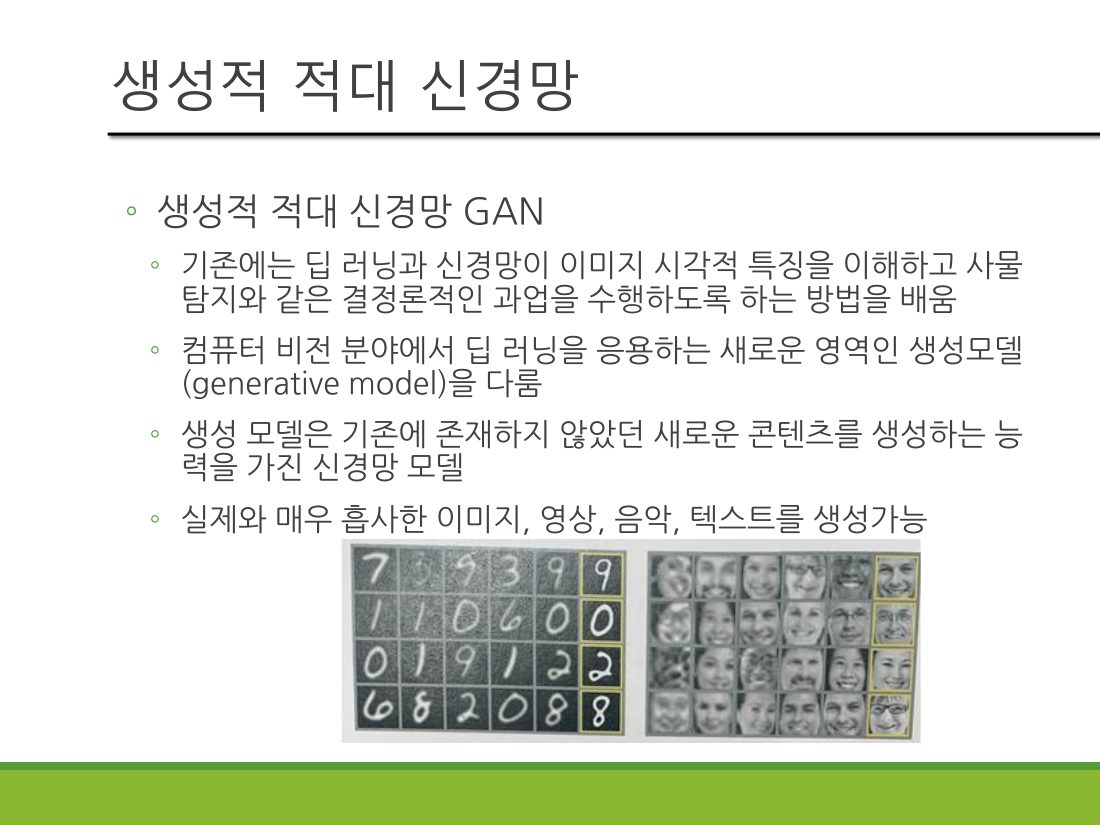 생성적 적대 신경망
◦ 생성적 적대 신경망 GAN
◦ 기존에는 딥 러닝과 신경망이 이미지 시각적 특징을 이해하고 사물
탐지와 같은 결정론적인 과업을 수행하도록 하는 방법을 배움
◦ 컴퓨터 비전 분야에서 딥 러닝을 응용하는 새로운 영역인 생성모델
(generative model)을 다룸
◦ 생성 모델은 기존에 존재하지 않았던 새로운 콘텐츠를 생성하는 능
력을 가진 신경망 모델
◦ 실제와 매우 흡사한 이미지, 영상, 음악, 텍스트를 생성가능
7 9 3 9 9
1 1 0 6 0 0
0 1 9 1 2 2
6 8 2 0 8 8